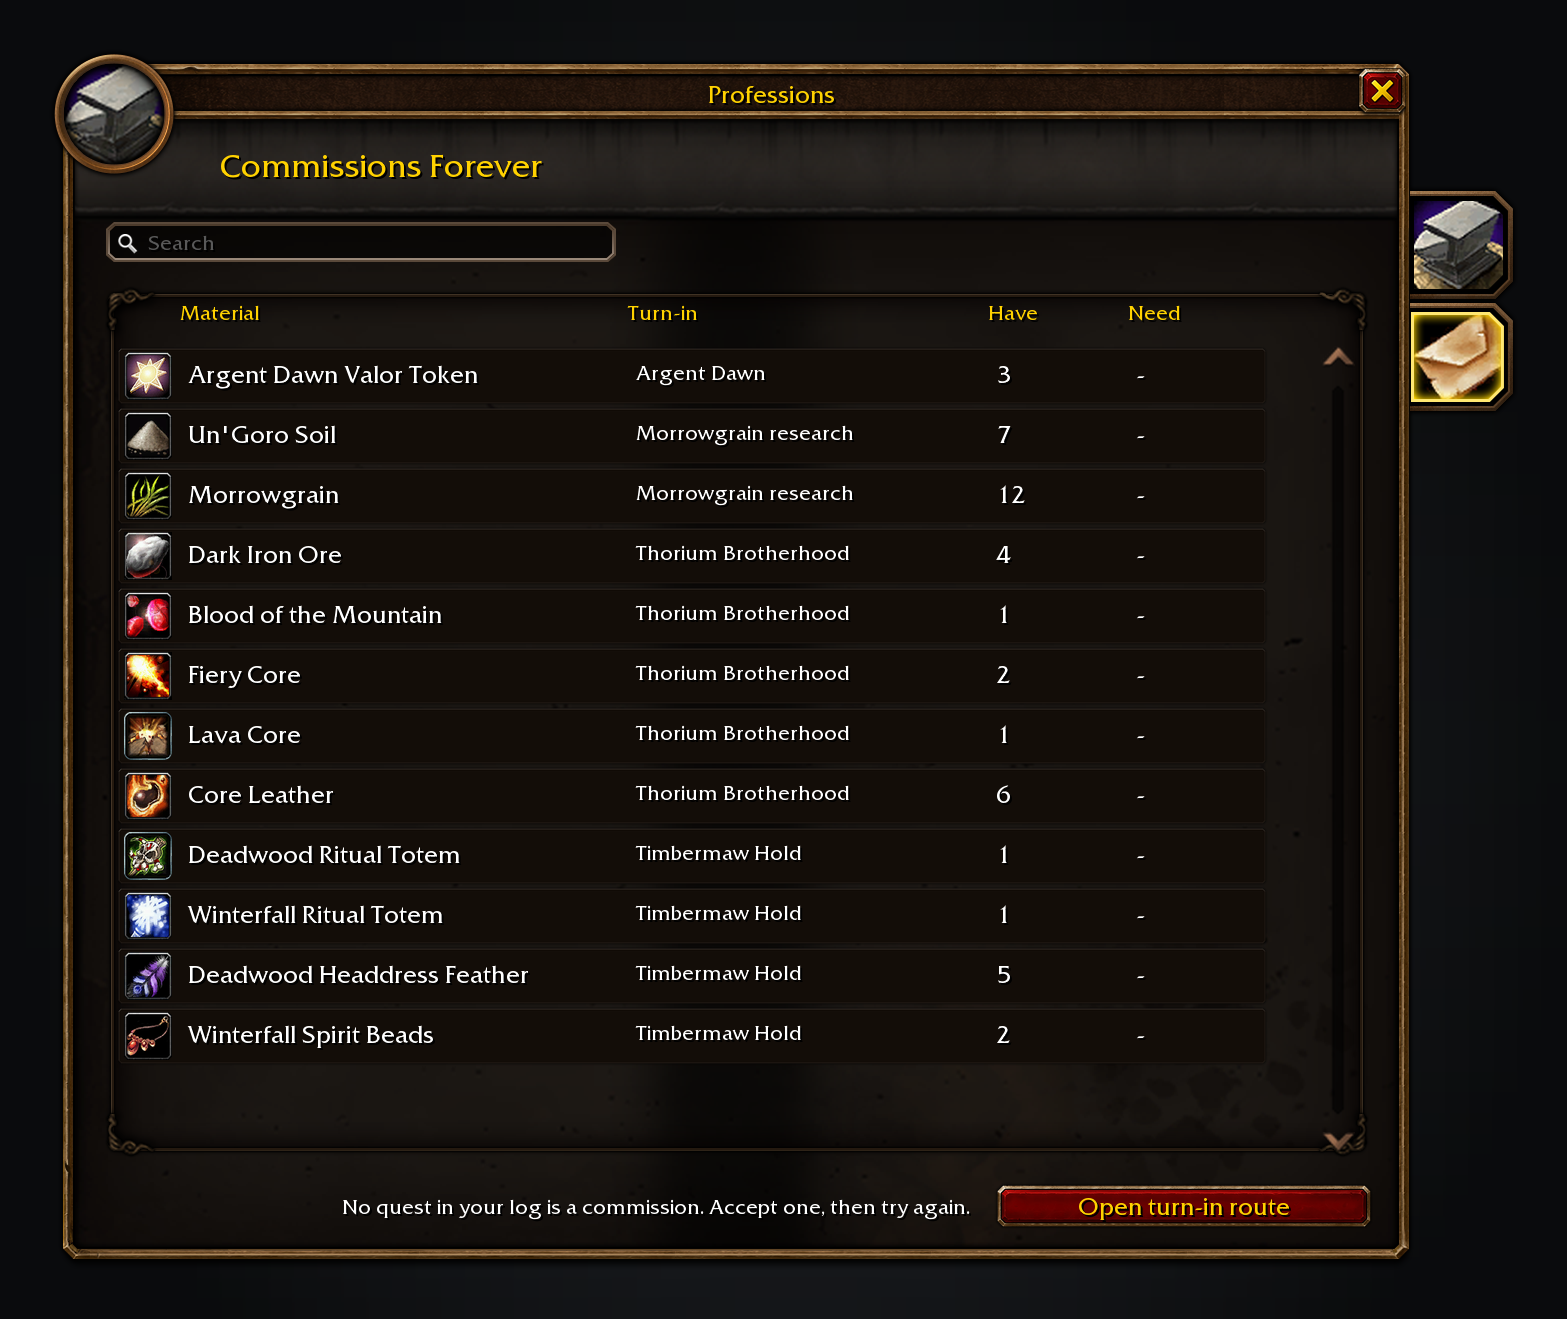 Professions
Commissions Forever
Search
Material Turn-in Have Need
Argent Dawn Valor Token Argent Dawn 3 -
Un'Goro Soil Morrowgrain research 7 -
Morrowgrain Morrowgrain research 12 -
Dark Iron Ore Thorium Brotherhood 4 -
Blood of the Mountain Thorium Brotherhood 1 -
Fiery Core Thorium Brotherhood 2 -
Lava Core Thorium Brotherhood 1 -
Core Leather Thorium Brotherhood 6 -
Deadwood Ritual Totem Timbermaw Hold 1 -
Winterfall Ritual Totem Timbermaw Hold 1 -
Deadwood Headdress Feather Timbermaw Hold 5 -
Winterfall Spirit Beads Timbermaw Hold 2 -
No quest in your log is a commission. Accept one, then try again. Open turn-in route